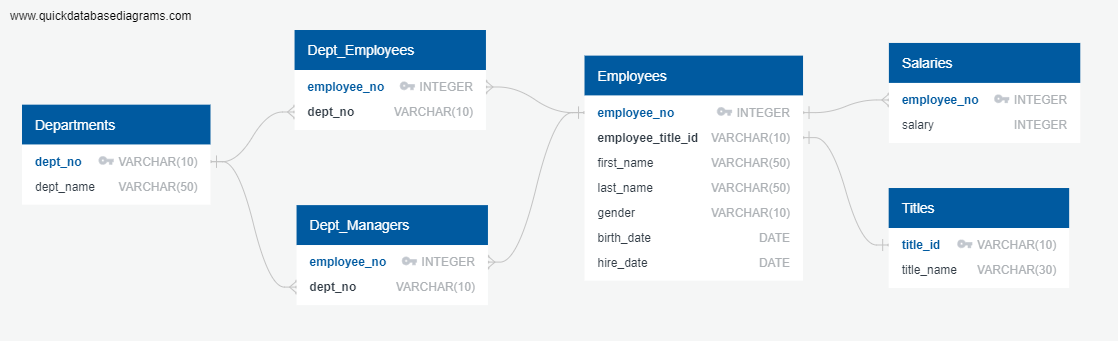 www.quickdatabasediagrams.com
Departments
dept_no VARCHAR(10)
dept_name VARCHAR(50)
Dept_Employees
employee_no INTEGER
dept_no VARCHAR(10)
Dept_Managers
employee_no INTEGER
dept_no VARCHAR(10)
Employees
employee_no INTEGER
employee_title_id VARCHAR(10)
first_name VARCHAR(50)
last_name VARCHAR(50)
gender VARCHAR(10)
birth_date DATE
hire_date DATE
Salaries
employee_no INTEGER
salary INTEGER
Titles
title_id VARCHAR(10)
title_name VARCHAR(30)